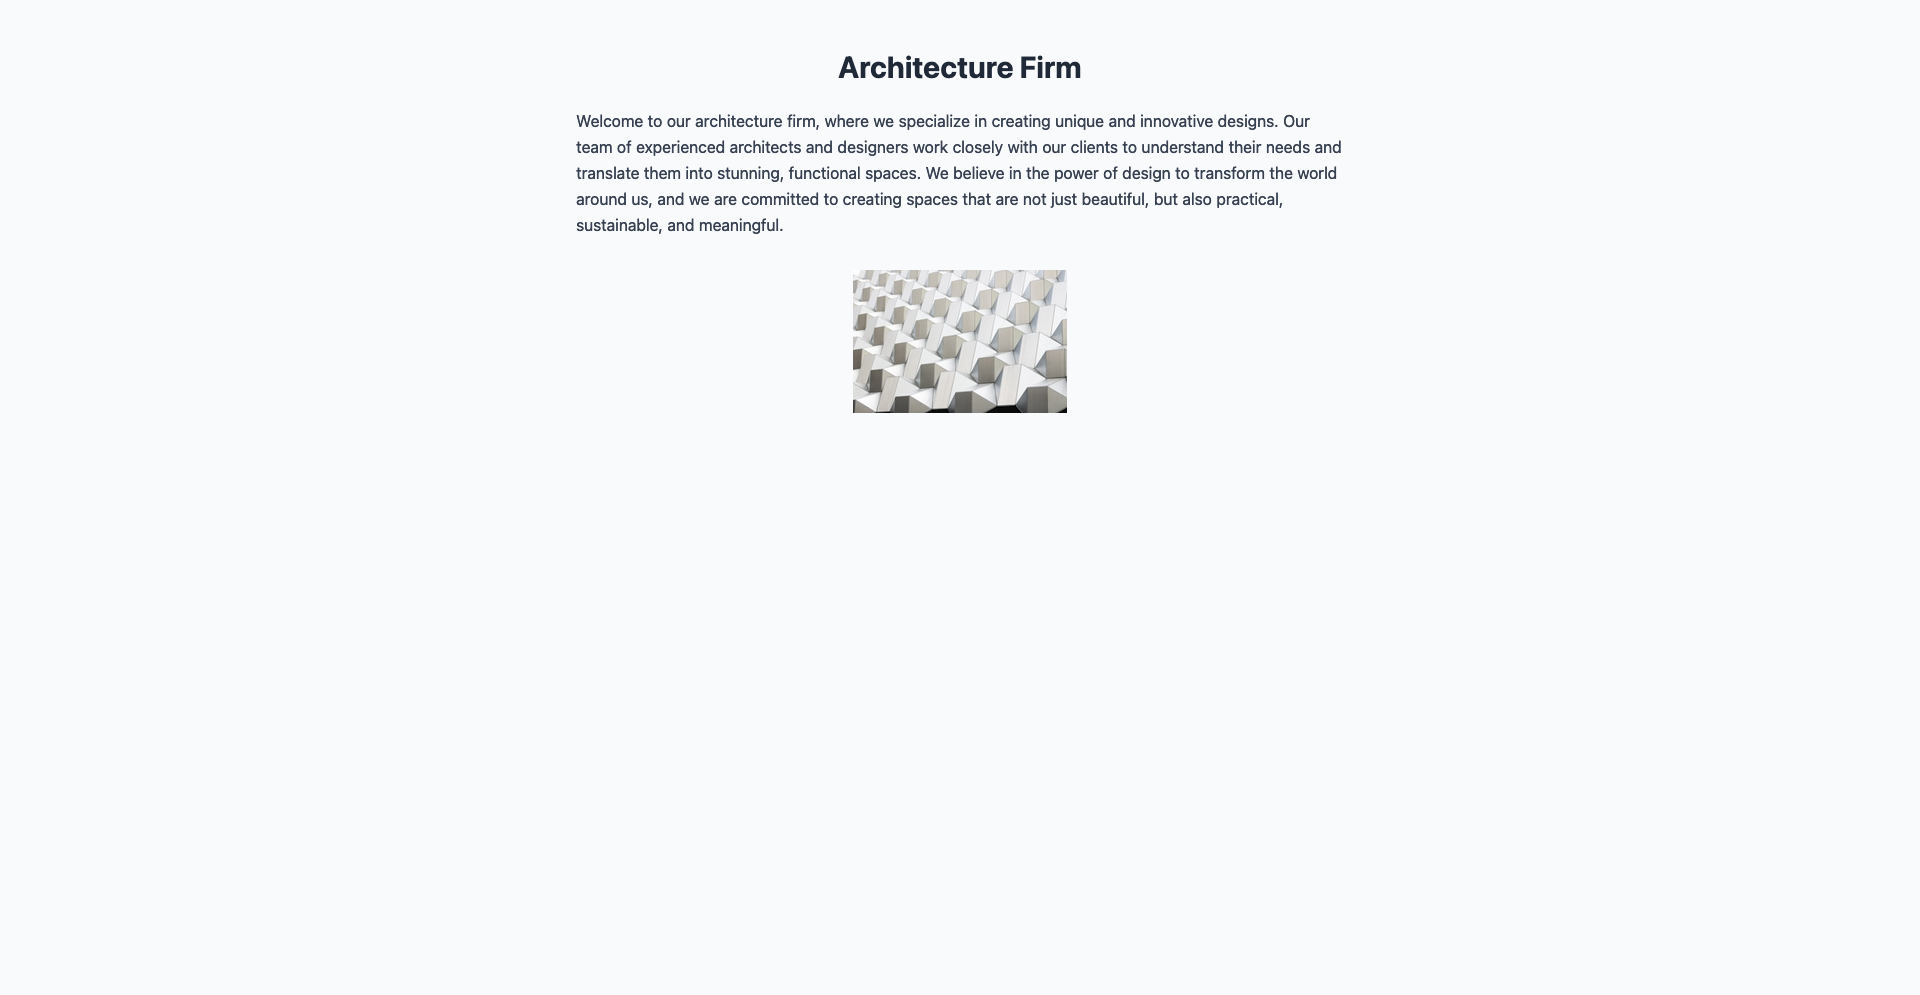 Architecture Firm
Welcome to our architecture firm, where we specialize in creating unique and innovative designs. Our
team of experienced architects and designers work closely with our clients to understand their needs and
translate them into stunning, functional spaces. We believe in the power of design to transform the world
around us, and we are committed to creating spaces that are not just beautiful, but also practical,
sustainable, and meaningful.